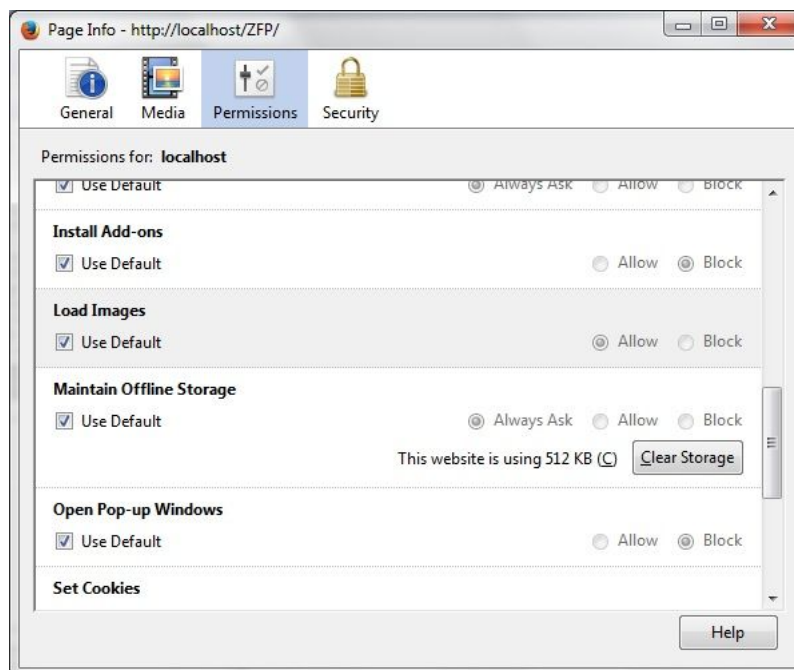 Page Info - http://localhost/ZFP/
General Media Permissions Security
Permissions for: localhost
Use Default Always Ask Allow Block
Install Add-ons
Use Default Allow Block
Load Images
Use Default Allow Block
Maintain Offline Storage
Use Default Always Ask Allow Block
This website is using 512 KB (C) Clear Storage
Open Pop-up Windows
Use Default Allow Block
Set Cookies
Help